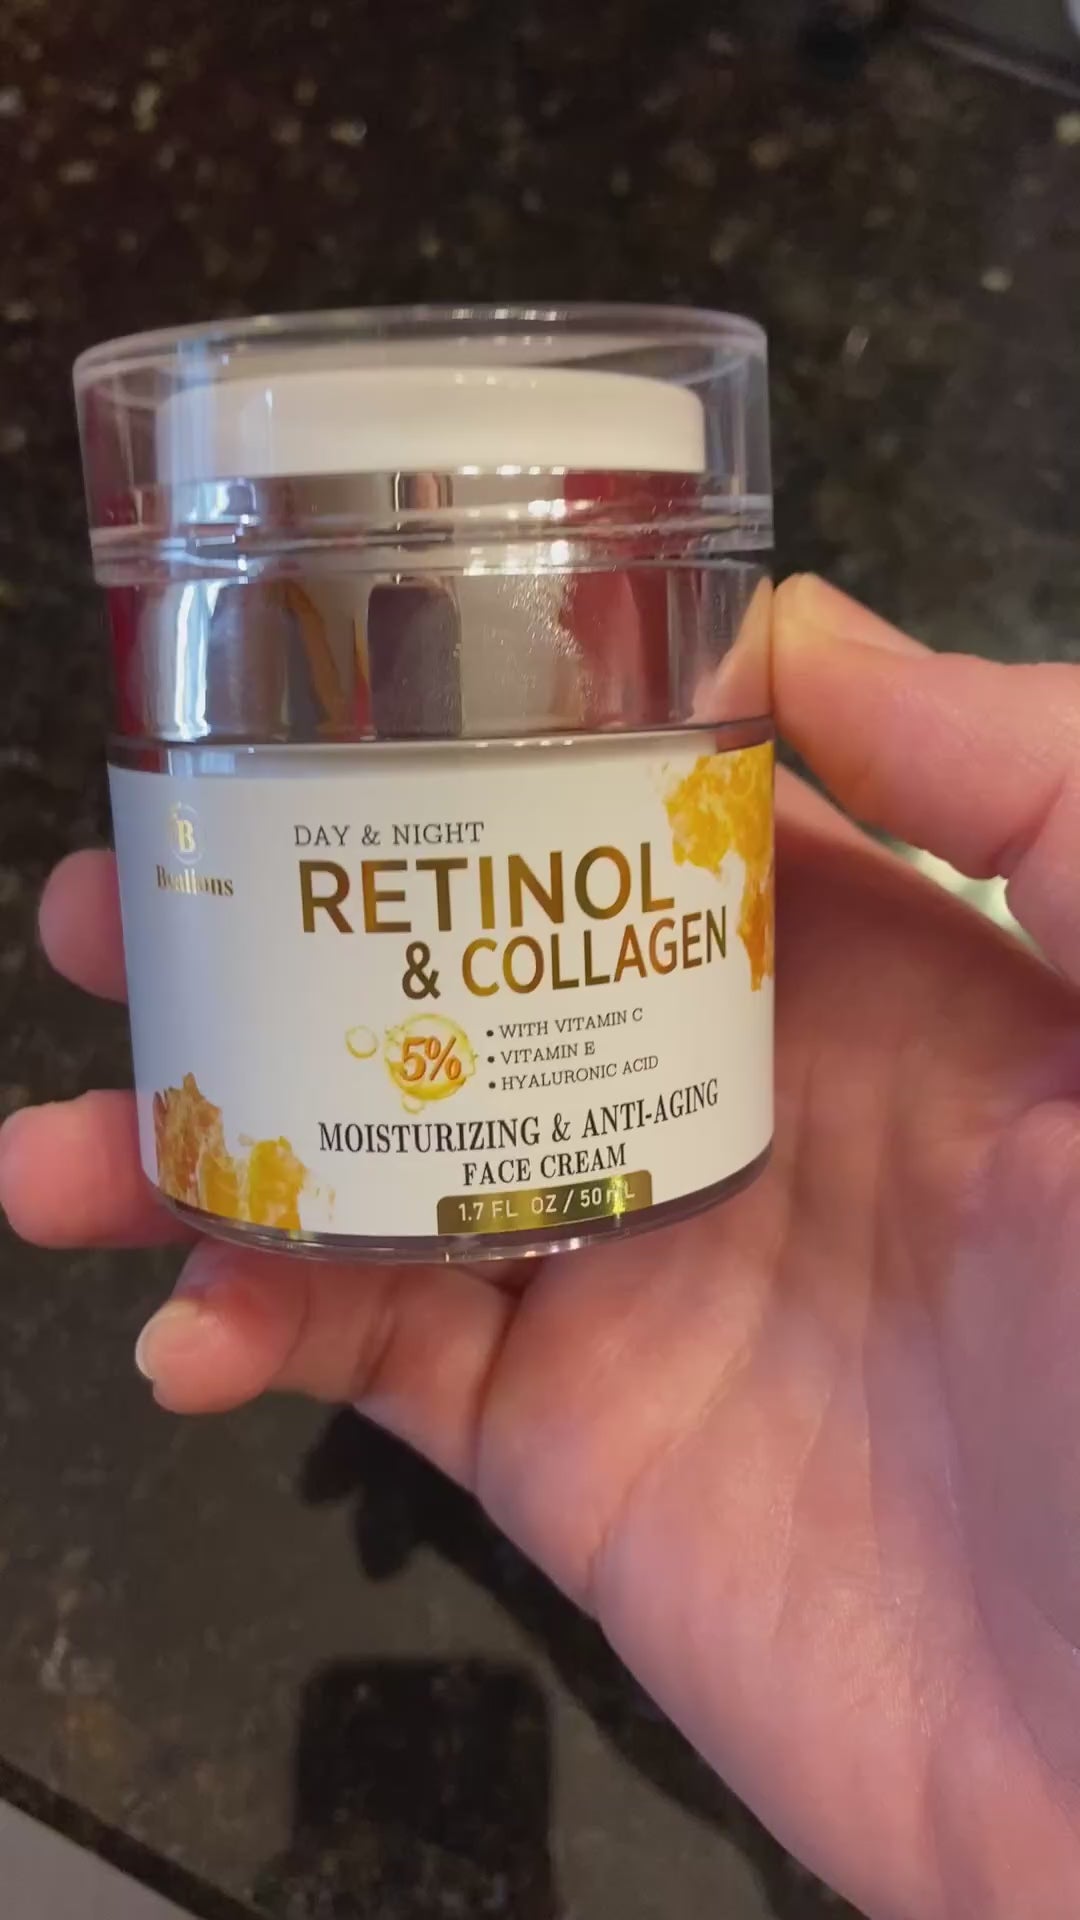 B
DAY & NIGHT
RETINOL
& COLLAGEN
5%
• WITH VITAMIN C
• VITAMIN E
• HYALURONIC ACID
MOISTURIZING & ANTI-AGING
FACE CREAM
1.7 FL OZ / 50 mL